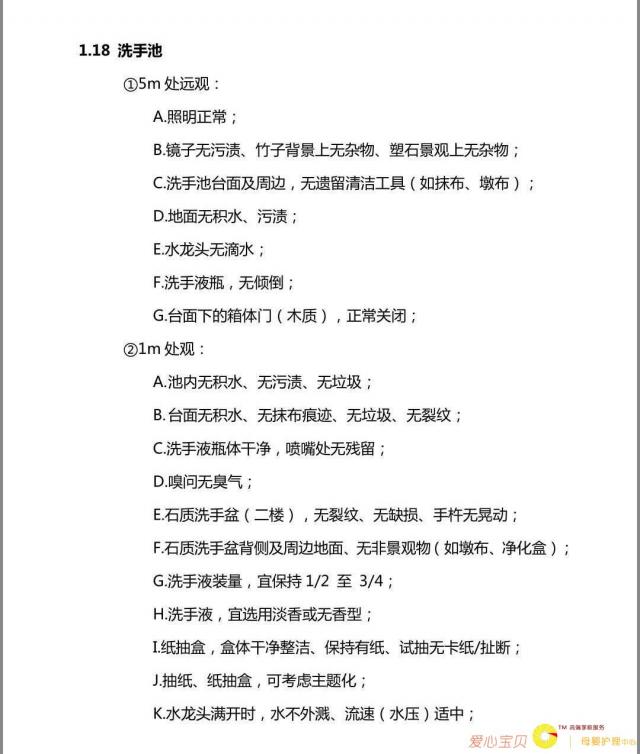 1.18 洗手池
①5m 处远观：
A.照明正常；
B.镜子无污渍、竹子背景上无杂物、塑石景观上无杂物；
C.洗手池台面及周边，无遗留清洁工具（如抹布、墩布）；
D.地面无积水、污渍；
E.水龙头无滴水；
F.洗手液瓶，无倾倒；
G.台面下的箱体门（木质），正常关闭；
②1m 处观：
A.池内无积水、无污渍、无垃圾；
B.台面无积水、无抹布痕迹、无垃圾、无裂纹；
C.洗手液瓶体干净，喷嘴处无残留；
D.嗅问无臭气；
E.石质洗手盆（二楼），无裂纹、无缺损、手杵无晃动；
F.石质洗手盆背侧及周边地面、无非景观物（如墩布、净化盒）；
G.洗手液装量，宜保持 1/2 至 3/4；
H.洗手液，宜选用淡香或无香型；
I.纸抽盒，盒体干净整洁、保持有纸、试抽无卡纸/扯断；
J.抽纸、纸抽盒，可考虑主题化；
K.水龙头满开时，水不外溅、流速（水压）适中；
TM 高端家庭服务
爱心宝贝 母婴护理中心